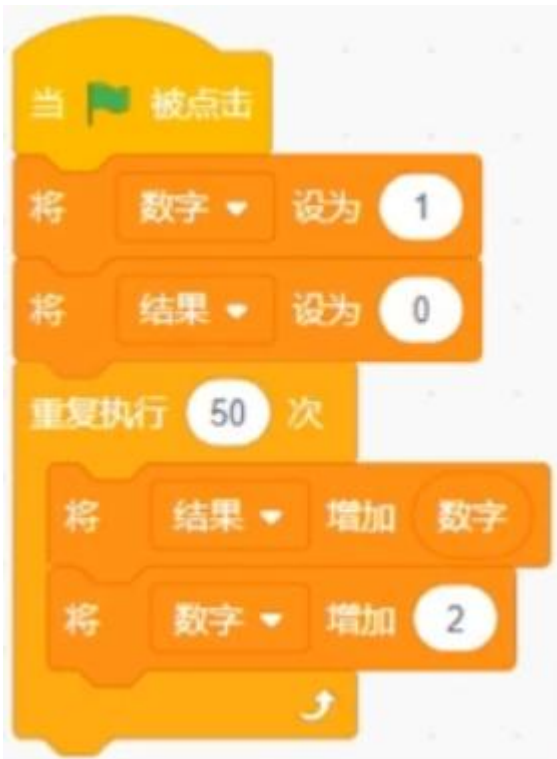 当 被点击
将 数字 设为 1
将 结果 设为 0
重复执行 50 次
将 结果 增加 数字
将 数字 增加 2